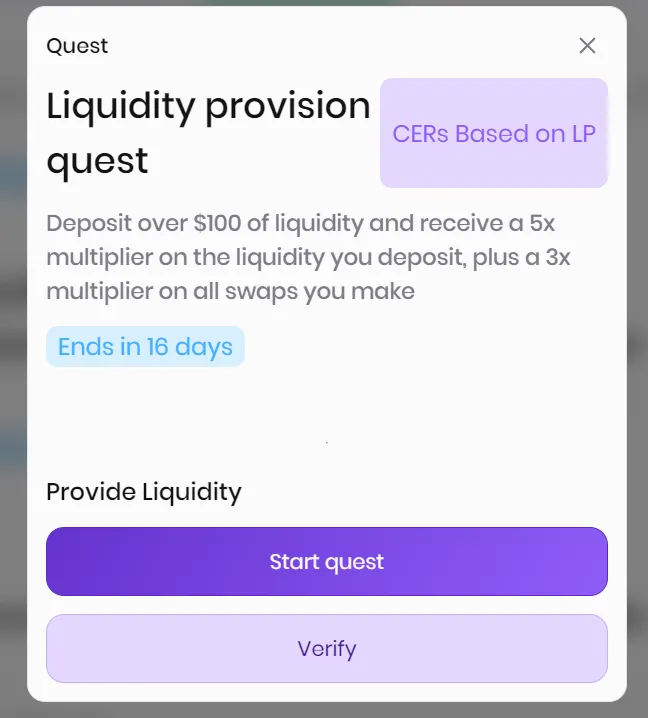 Quest
Liquidity provision
quest
CERs Based on LP
Deposit over $100 of liquidity and receive a 5x
multiplier on the liquidity you deposit, plus a 3x
multiplier on all swaps you make
Ends in 16 days
Provide Liquidity
Start quest
Verify